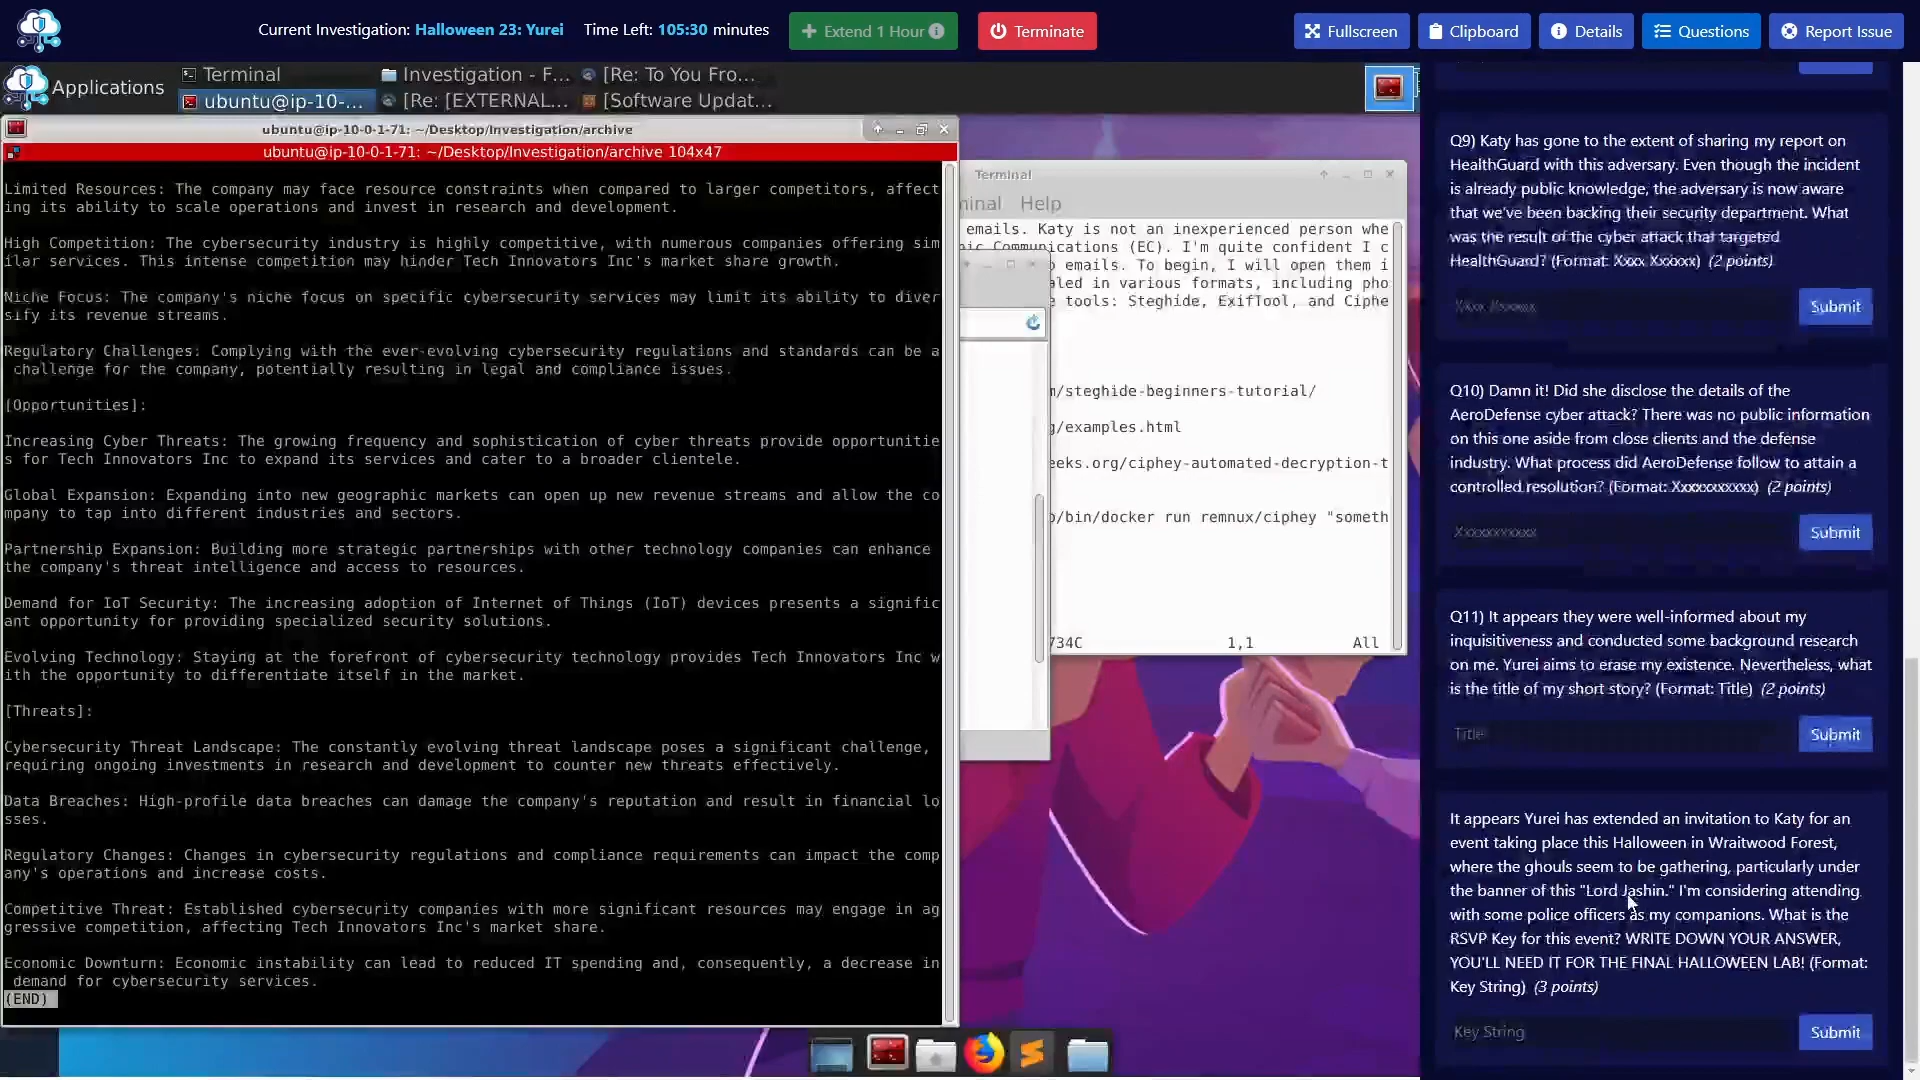 Current Investigation: Halloween 23: Yurei
Time Left: 105:30 minutes
Extend 1 Hour
Terminate
Fullscreen
Clipboard
Details
Questions
Report Issue
Applications
Terminal
Investigation - F...
[Re: To You Fro...
ubuntu@ip-10-...
[Re: [EXTERNAL...
[Software Updat...
ubuntu@ip-10-0-1-71: ~/Desktop/Investigation/archive
ubuntu@ip-10-0-1-71: ~/Desktop/Investigation/archive 104x47
Limited Resources: The company may face resource constraints when compared to larger competitors, affect
ing its ability to scale operations and invest in research and development.
High Competition: The cybersecurity industry is highly competitive, with numerous companies offering sim
ilar services. This intense competition may hinder Tech Innovators Inc's market share growth.
Niche Focus: The company's niche focus on specific cybersecurity services may limit its ability to diver
sify its revenue streams.
Regulatory Challenges: Complying with the ever-evolving cybersecurity regulations and standards can be a
challenge for the company, potentially resulting in legal and compliance issues.
[Opportunities]:
Increasing Cyber Threats: The growing frequency and sophistication of cyber threats provide opportunitie
s for Tech Innovators Inc to expand its services and cater to a broader clientele.
Global Expansion: Expanding into new geographic markets can open up new revenue streams and allow the co
mpany to tap into different industries and sectors.
Partnership Expansion: Building more strategic partnerships with other technology companies can enhance
the company's threat intelligence and access to resources.
Demand for IoT Security: The increasing adoption of Internet of Things (IoT) devices presents a signific
ant opportunity for providing specialized security solutions.
Evolving Technology: Staying at the forefront of cybersecurity technology provides Tech Innovators Inc w
ith the opportunity to differentiate itself in the market.
[Threats]:
Cybersecurity Threat Landscape: The constantly evolving threat landscape poses a significant challenge,
requiring ongoing investments in research and development to counter new threats effectively.
Data Breaches: High-profile data breaches can damage the company's reputation and result in financial lo
sses.
Regulatory Changes: Changes in cybersecurity regulations and compliance requirements can impact the comp
any's operations and increase costs.
Competitive Threat: Established cybersecurity companies with more significant resources may engage in ag
gressive competition, affecting Tech Innovators Inc's market share.
Economic Downturn: Economic instability can lead to reduced IT spending and, consequently, a decrease in
demand for cybersecurity services.
(END)
Terminal
minal Help
emails. Katy is not an inexperienced person whe
ic Communications (EC). I'm quite confident I c
o emails. To begin, I will open them i
aled in various formats, including pho
e tools: Steghide, ExifTool, and Ciphe
m/steghide-beginners-tutorial/
g/examples.html
eeks.org/ciphey-automated-decryption-t
p/bin/docker run remnux/ciphey "someth
734C 1,1 All
Q9) Katy has gone to the extent of sharing my report on
HealthGuard with this adversary. Even though the incident
is already public knowledge, the adversary is now aware
that we've been backing their security department. What
was the result of the cyber attack that targeted
HealthGuard? (Format: Xxxx Xxxxxx) (2 points)
Xxxx Xxxxxx
Submit
Q10) Damn it! Did she disclose the details of the
AeroDefense cyber attack? There was no public information
on this one aside from close clients and the defense
industry. What process did AeroDefense follow to attain a
controlled resolution? (Format: Xxxxxxxxxxx) (2 points)
Xxxxxxxxxxx
Submit
Q11) It appears they were well-informed about my
inquisitiveness and conducted some background research
on me. Yurei aims to erase my existence. Nevertheless, what
is the title of my short story? (Format: Title) (2 points)
Title
Submit
It appears Yurei has extended an invitation to Katy for an
event taking place this Halloween in Wraitwood Forest,
where the ghouls seem to be gathering, particularly under
the banner of this "Lord Jashin." I'm considering attending
with some police officers as my companions. What is the
RSVP Key for this event? WRITE DOWN YOUR ANSWER,
YOU'LL NEED IT FOR THE FINAL HALLOWEEN LAB! (Format:
Key String) (3 points)
Key String
Submit